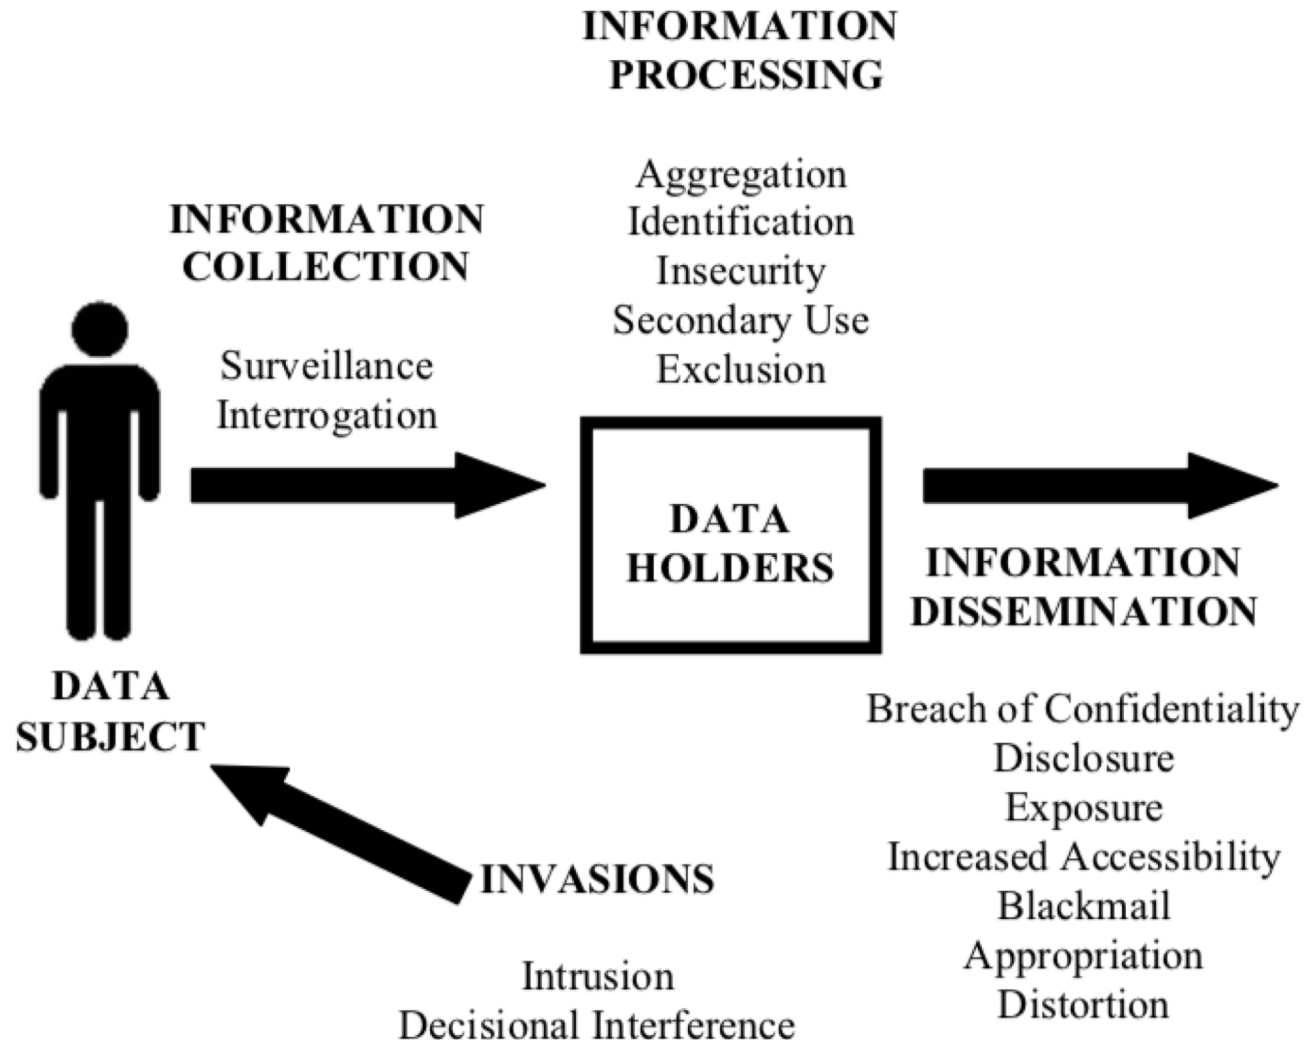 INFORMATION
PROCESSING
Aggregation
Identification
Insecurity
Secondary Use
Exclusion
INFORMATION
COLLECTION
Surveillance
Interrogation
DATA
HOLDERS
INFORMATION
DISSEMINATION
Breach of Confidentiality
Disclosure
Exposure
Increased Accessibility
Blackmail
Appropriation
Distortion
DATA
SUBJECT
INVASIONS
Intrusion
Decisional Interference